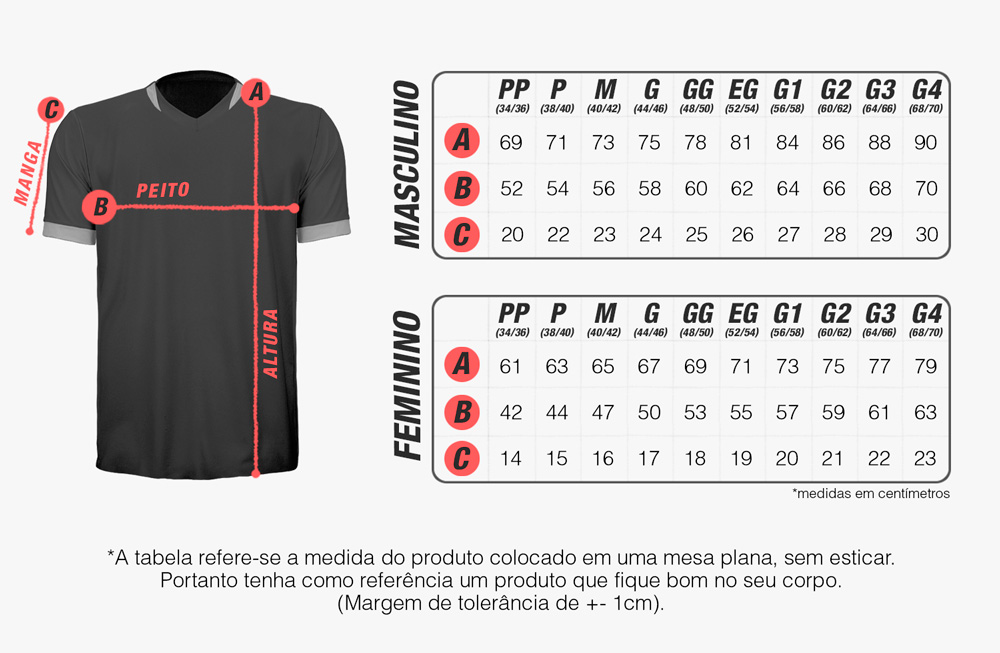 C
A
MANGA
PEITO
B
ALTURA
MASCULINO
PP P M G GG EG G1 G2 G3 G4
(34/36) (38/40) (40/42) (44/46) (48/50) (52/54) (56/58) (60/62) (64/66) (68/70)
A 69 71 73 75 78 81 84 86 88 90
B 52 54 56 58 60 62 64 66 68 70
C 20 22 23 24 25 26 27 28 29 30
FEMININO
PP P M G GG EG G1 G2 G3 G4
(34/36) (38/40) (40/42) (44/46) (48/50) (52/54) (56/58) (60/62) (64/66) (68/70)
A 61 63 65 67 69 71 73 75 77 79
B 42 44 47 50 53 55 57 59 61 63
C 14 15 16 17 18 19 20 21 22 23
*medidas em centímetros
*A tabela refere-se a medida do produto colocado em uma mesa plana, sem esticar.
Portanto tenha como referência um produto que fique bom no seu corpo.
(Margem de tolerância de +- 1cm).